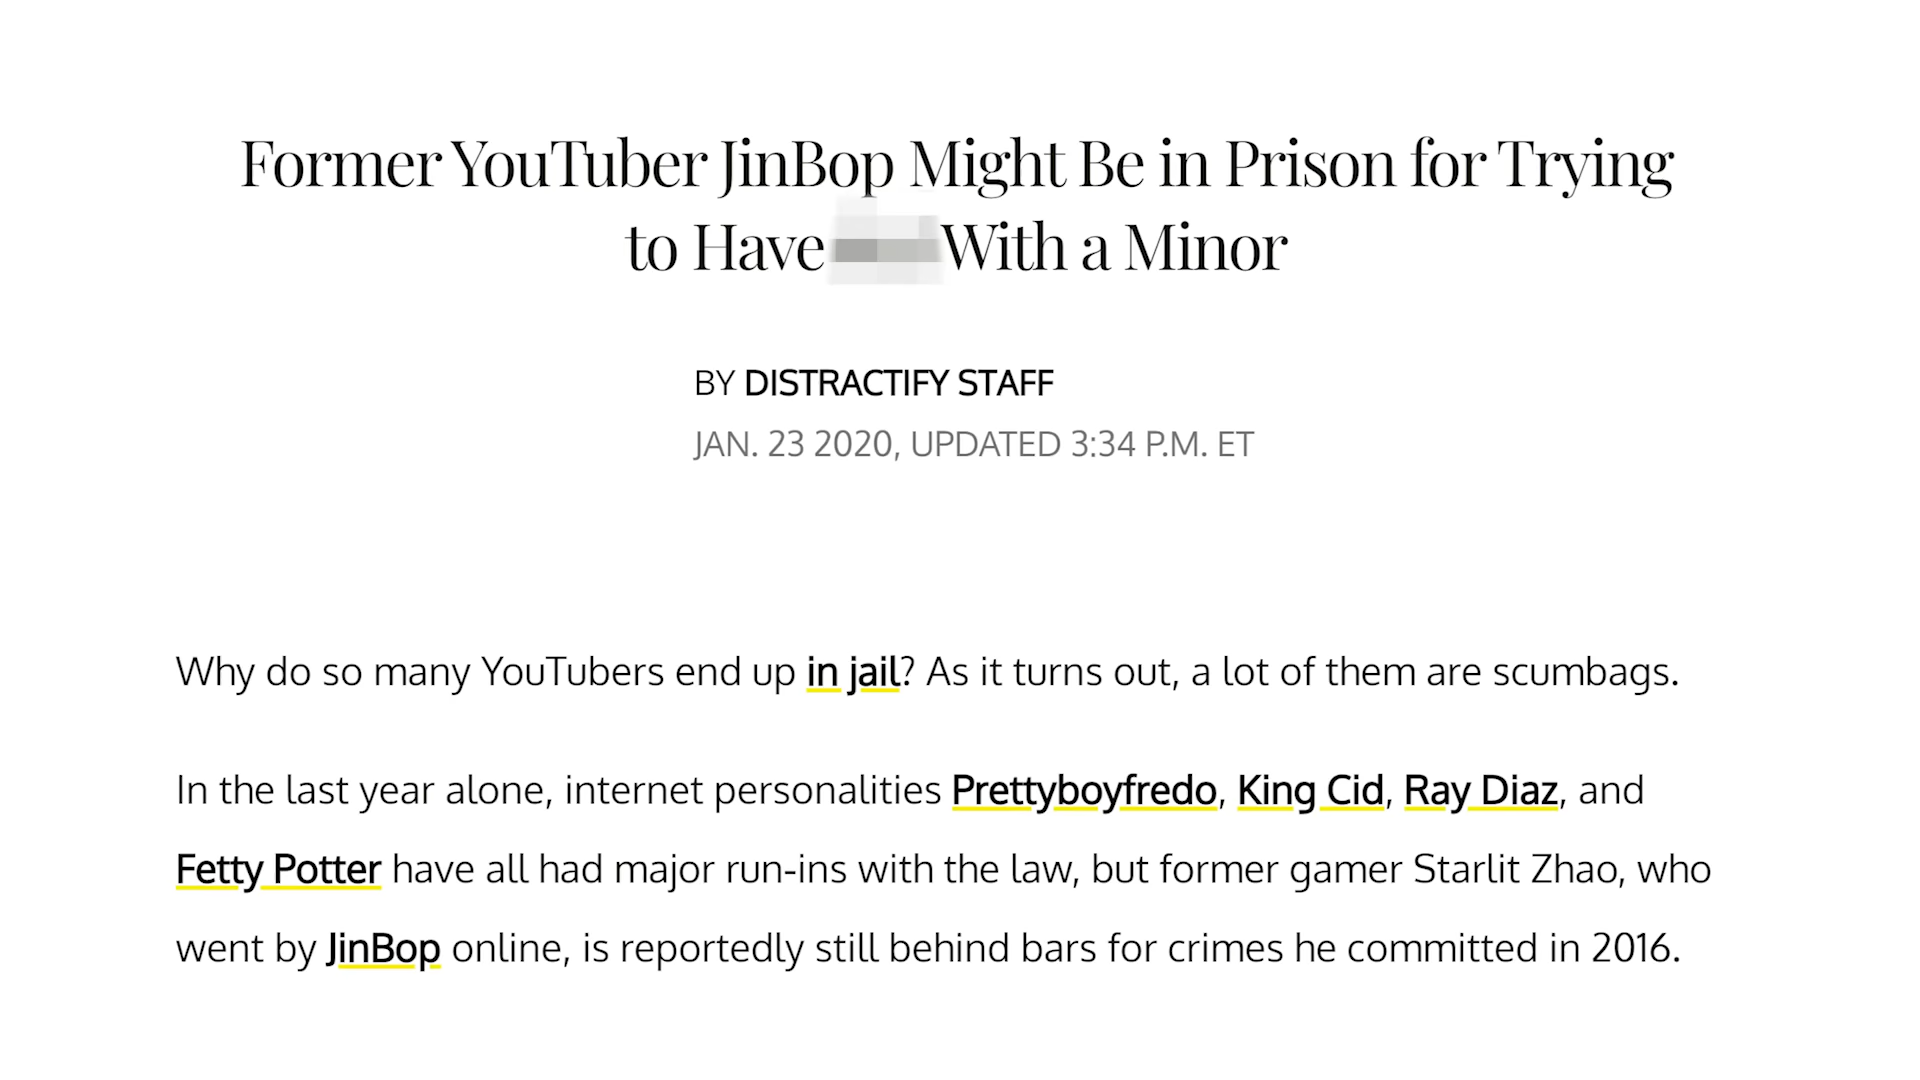 Former YouTuber JinBop Might Be in Prison for Trying
to Have With a Minor
BY DISTRACTIFY STAFF
JAN. 23 2020, UPDATED 3:34 P.M. ET
Why do so many YouTubers end up in jail? As it turns out, a lot of them are scumbags.
In the last year alone, internet personalities Prettyboyfredo, King Cid, Ray Diaz, and
Fetty Potter have all had major run-ins with the law, but former gamer Starlit Zhao, who
went by JinBop online, is reportedly still behind bars for crimes he committed in 2016.